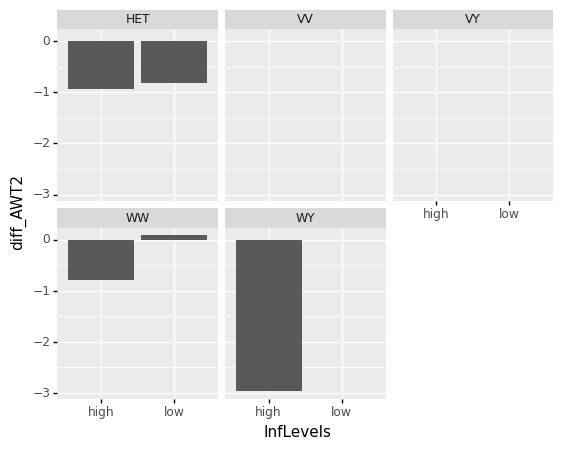 HET VV VY
0
−1
−2
−3
high low
WW WY
0
−1
−2
−3
high low high low
diff_AWT2
InfLevels